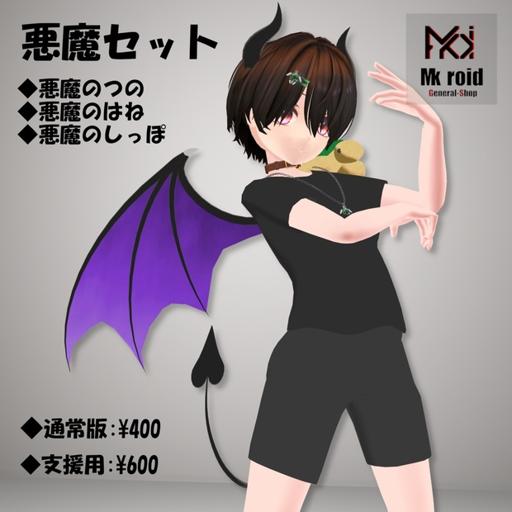 悪魔セット
◆悪魔のつの
◆悪魔のはね
◆悪魔のしっぽ
Mk roid
General-Shop
◆通常版:¥400
◆支援用:¥600